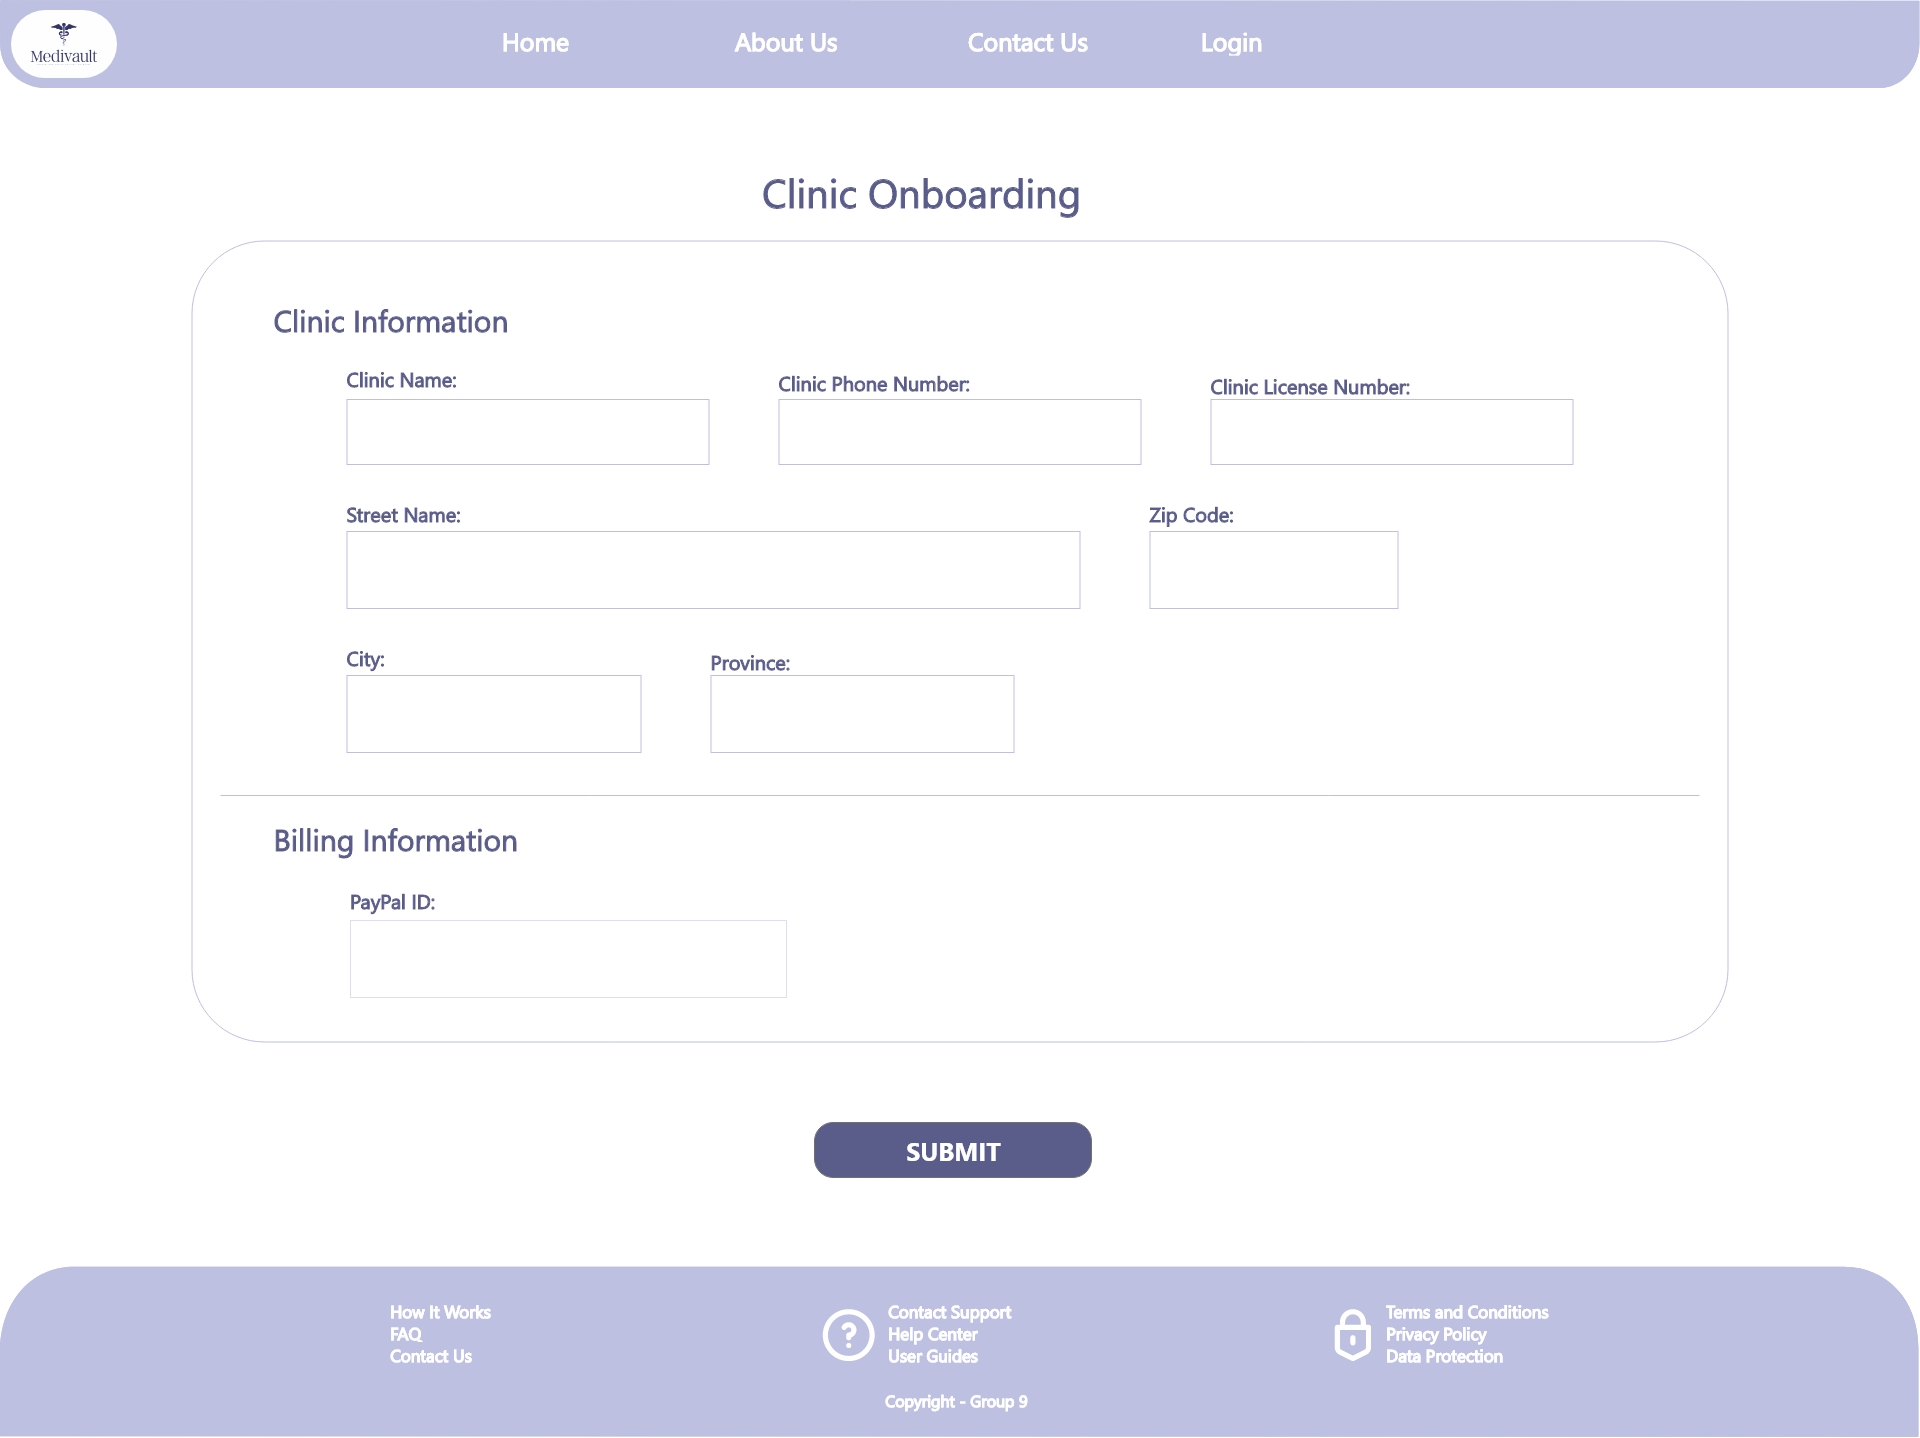 Medivault
Home
About Us
Contact Us
Login
Clinic Onboarding
Clinic Information
Clinic Name:
Clinic Phone Number:
Clinic License Number:
Street Name:
Zip Code:
City:
Province:
Billing Information
PayPal ID:
SUBMIT
How It Works
FAQ
Contact Us
Contact Support
Help Center
User Guides
Terms and Conditions
Privacy Policy
Data Protection
Copyright - Group 9